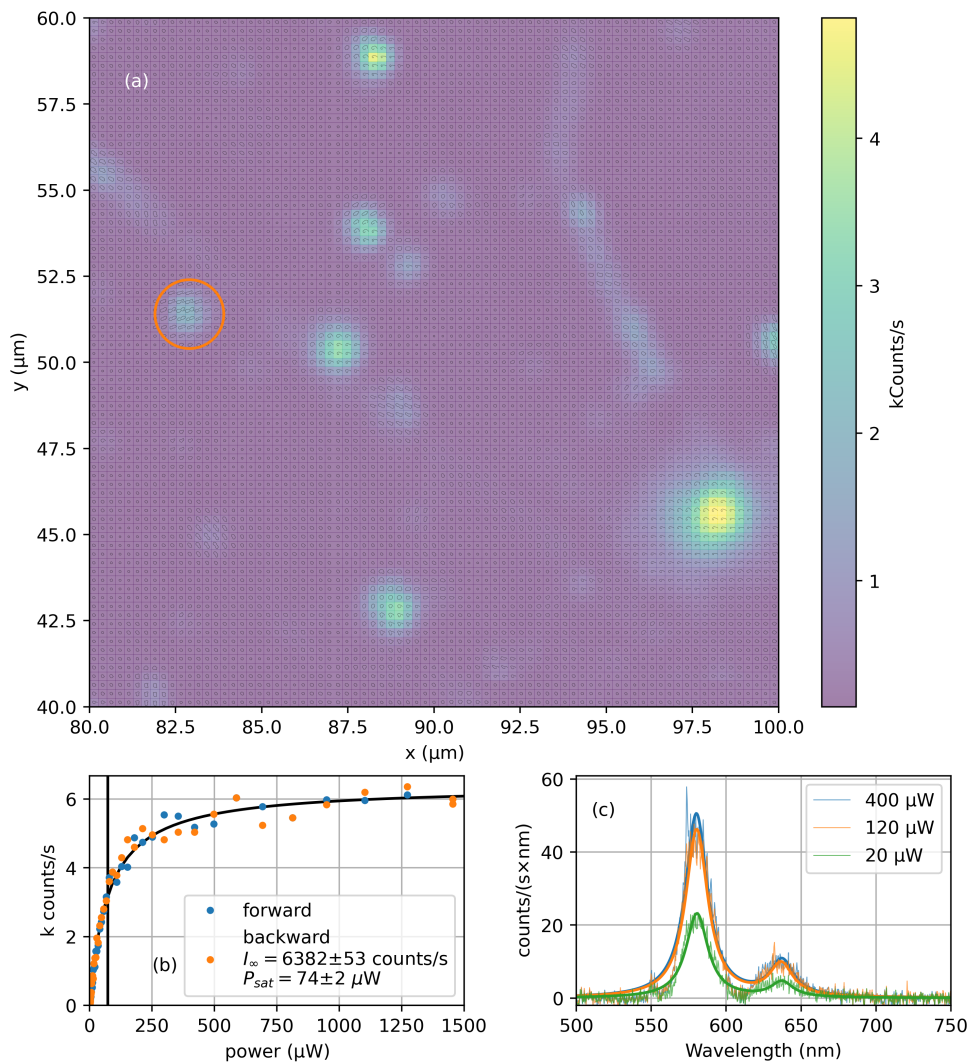 60.0
57.5
55.0
52.5
50.0
47.5
45.0
42.5
40.0
y (µm)
(a)
80.0 82.5 85.0 87.5 90.0 92.5 95.0 97.5 100.0
x (µm)
4
3
2
1
kCounts/s
6
4
2
0
k counts/s
(b)
forward
backward
I∞ = 6382±53 counts/s
Psat = 74±2 µW
0 250 500 750 1000 1250 1500
power (µW)
60
40
20
0
counts/(s×nm)
(c)
400 µW
120 µW
20 µW
500 550 600 650 700 750
Wavelength (nm)